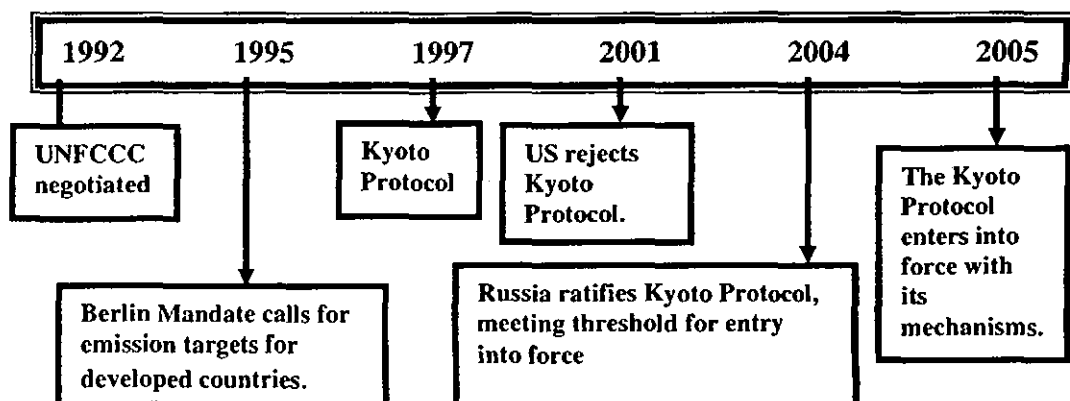 1992 1995 1997 2001 2004 2005
UNFCCC
negotiated
Kyoto
Protocol
US rejects
Kyoto
Protocol.
The Kyoto
Protocol
enters into
force with
its
mechanisms.
Berlin Mandate calls for
emission targets for
developed countries.
Russia ratifies Kyoto Protocol,
meeting threshold for entry
into force